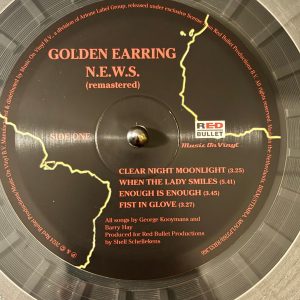 GOLDEN EARRING
N.E.W.S.
(remastered)
SIDE ONE
RED
BULLET
Music On Vinyl
CLEAR NIGHT MOONLIGHT (3.25)
WHEN THE LADY SMILES (5.41)
ENOUGH IS ENOUGH (3.45)
FIST IN GLOVE (3.27)
All songs by George Kooymans and
Barry Hay
Produced for Red Bullet Productions
by Shell Schellekens